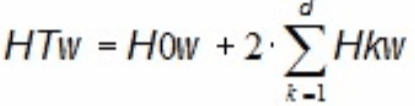 HTw = H0w + 2· d∑k=1 Hkw